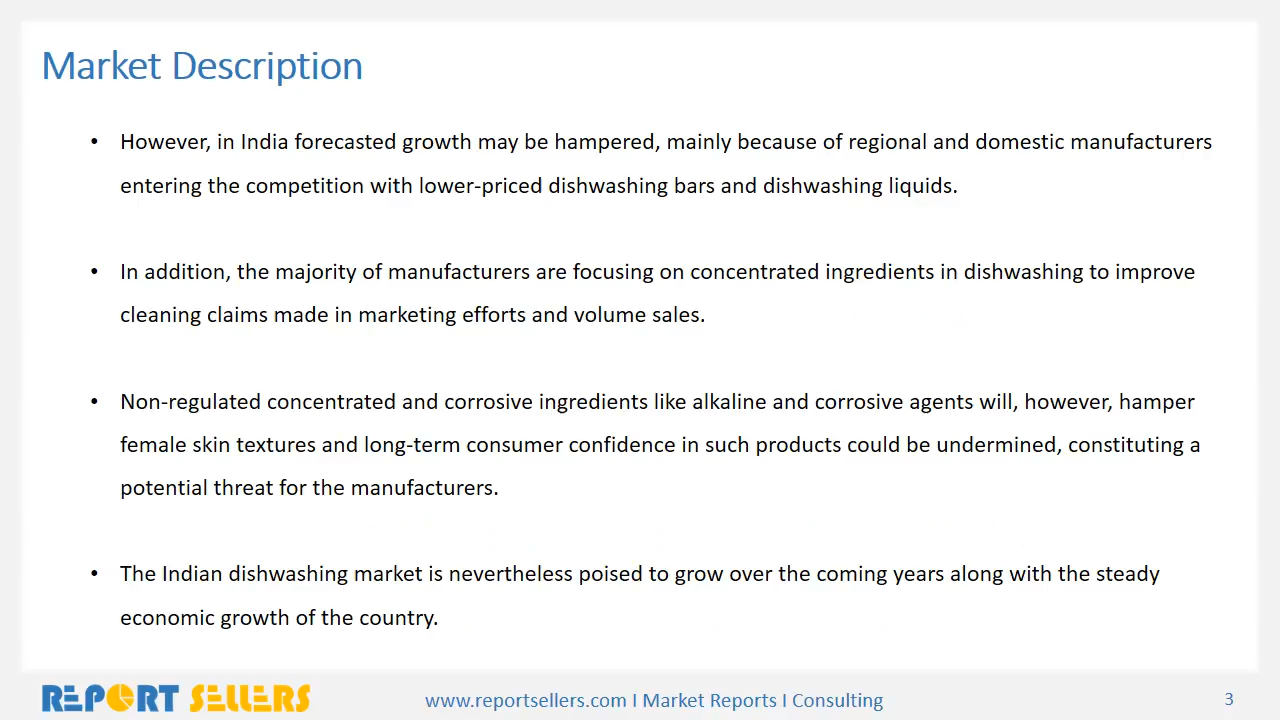 Market Description
• However, in India forecasted growth may be hampered, mainly because of regional and domestic manufacturers
entering the competition with lower-priced dishwashing bars and dishwashing liquids.
• In addition, the majority of manufacturers are focusing on concentrated ingredients in dishwashing to improve
cleaning claims made in marketing efforts and volume sales.
• Non-regulated concentrated and corrosive ingredients like alkaline and corrosive agents will, however, hamper
female skin textures and long-term consumer confidence in such products could be undermined, constituting a
potential threat for the manufacturers.
• The Indian dishwashing market is nevertheless poised to grow over the coming years along with the steady
economic growth of the country.
REPORT SELLERS
www.reportsellers.com I Market Reports I Consulting
3